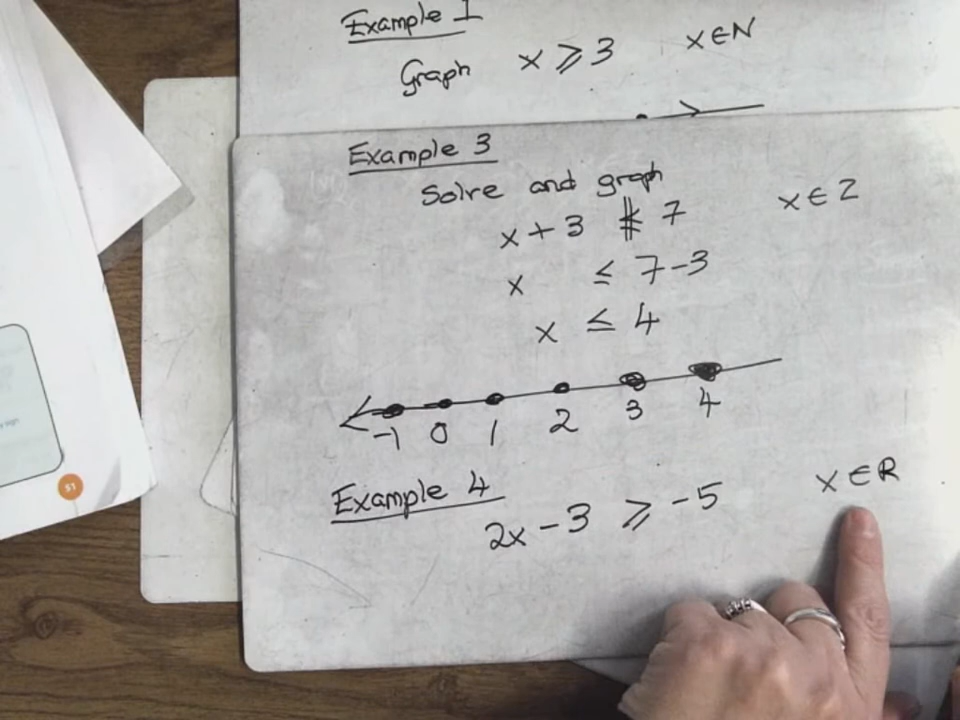 Example 1
Graph x ≥ 3 x ∈ N
Example 3
Solve and graph
x + 3 ≰ 7 x ∈ Z
x ≤ 7 - 3
x ≤ 4
-1 0 1 2 3 4
Example 4
2x - 3 ≥ -5 x ∈ R
51